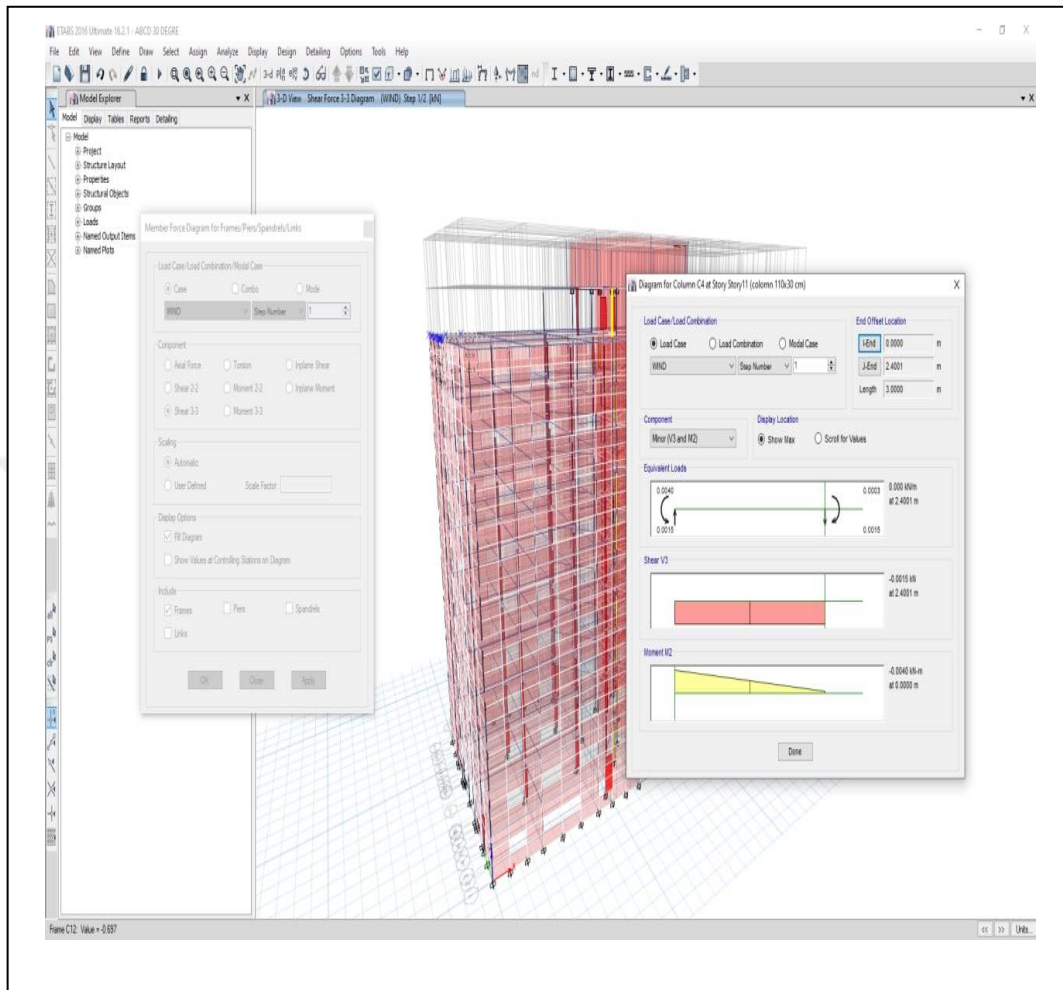 ETABS 2016 Ultimate 16.2.1 - ABCD 30 DEGRE
File Edit View Define Draw Select Assign Analyze Display Design Detailing Options Tools Help
Model Explorer
3-D View Shear Force 3-3 Diagram (WIND) Step 1/2 [kN]
Model Display Tables Reports Detailing
Model
Project
Structure Layout
Properties
Structural Objects
Groups
Loads
Named Output Items
Named Plots
Member Force Diagram for Frames/Piers/Spandrels/Links
Load Case/Load Combination/Modal Case
Case Combo Mode
WIND Step Number 1
Component
Axial Force Torsion Inplane Shear
Shear 2-2 Moment 2-2 Inplane Moment
Shear 3-3 Moment 3-3
Scaling
Automatic
User Defined Scale Factor
Display Options
Fill Diagram
Show Values at Controlling Stations on Diagram
Include
Frames Piers Spandrels
Links
OK Close Apply
Diagram for Column C4 at Story Story11 (colomn 110x30 cm)
Load Case/Load Combination
Load Case Load Combination Modal Case
WIND Step Number 1
End Offset Location
I-End 0.0000 m
J-End 2.4001 m
Length 3.0000 m
Component
Minor (V3 and M2)
Display Location
Show Max Scroll for Values
Equivalent Loads
0.0040 0.0003
0.0015 0.0015
0.000 kN/m
at 2.4001 m
Shear V3
-0.0015 kN
at 2.4001 m
Moment M2
-0.0040 kN-m
at 0.0000 m
Done
Frame C12: Value = -0.697
Units...